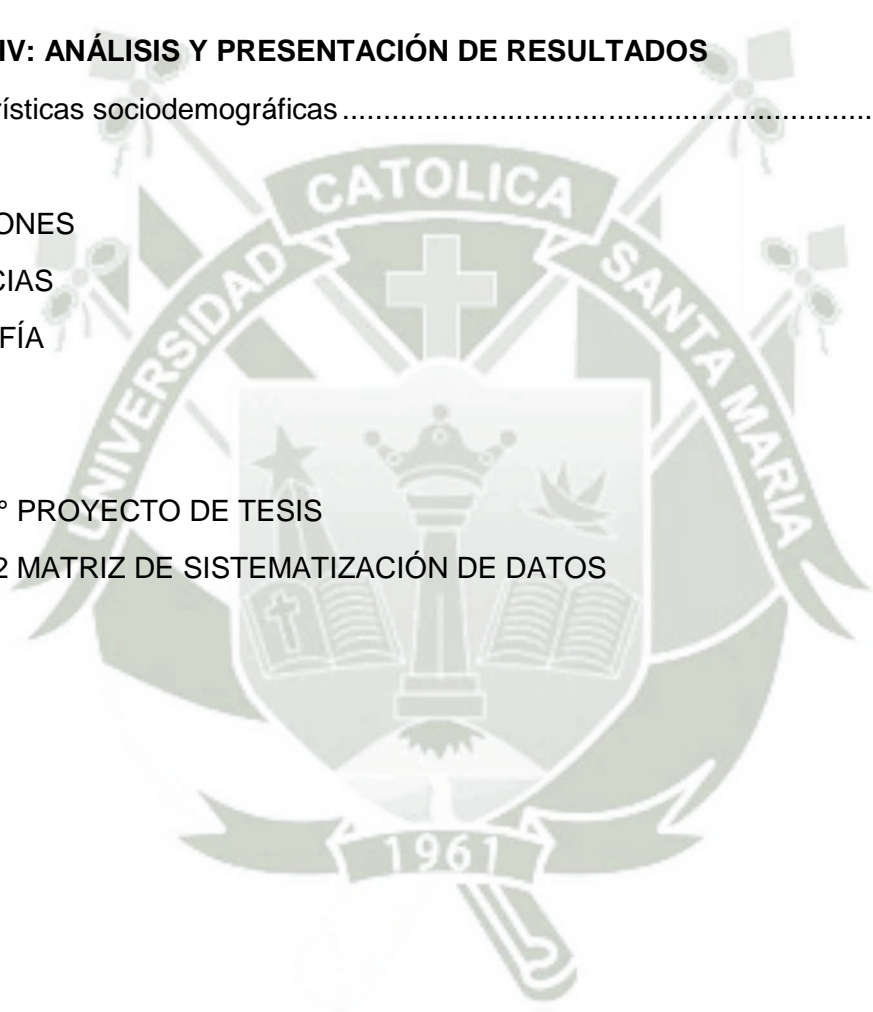 IV: ANÁLISIS Y PRESENTACIÓN DE RESULTADOS
rísticas sociodemográficas ................................................................
ONES
CIAS
FÍA
° PROYECTO DE TESIS
2 MATRIZ DE SISTEMATIZACIÓN DE DATOS
UNIVERSIDAD CATOLICA SANTA MARIA
1961